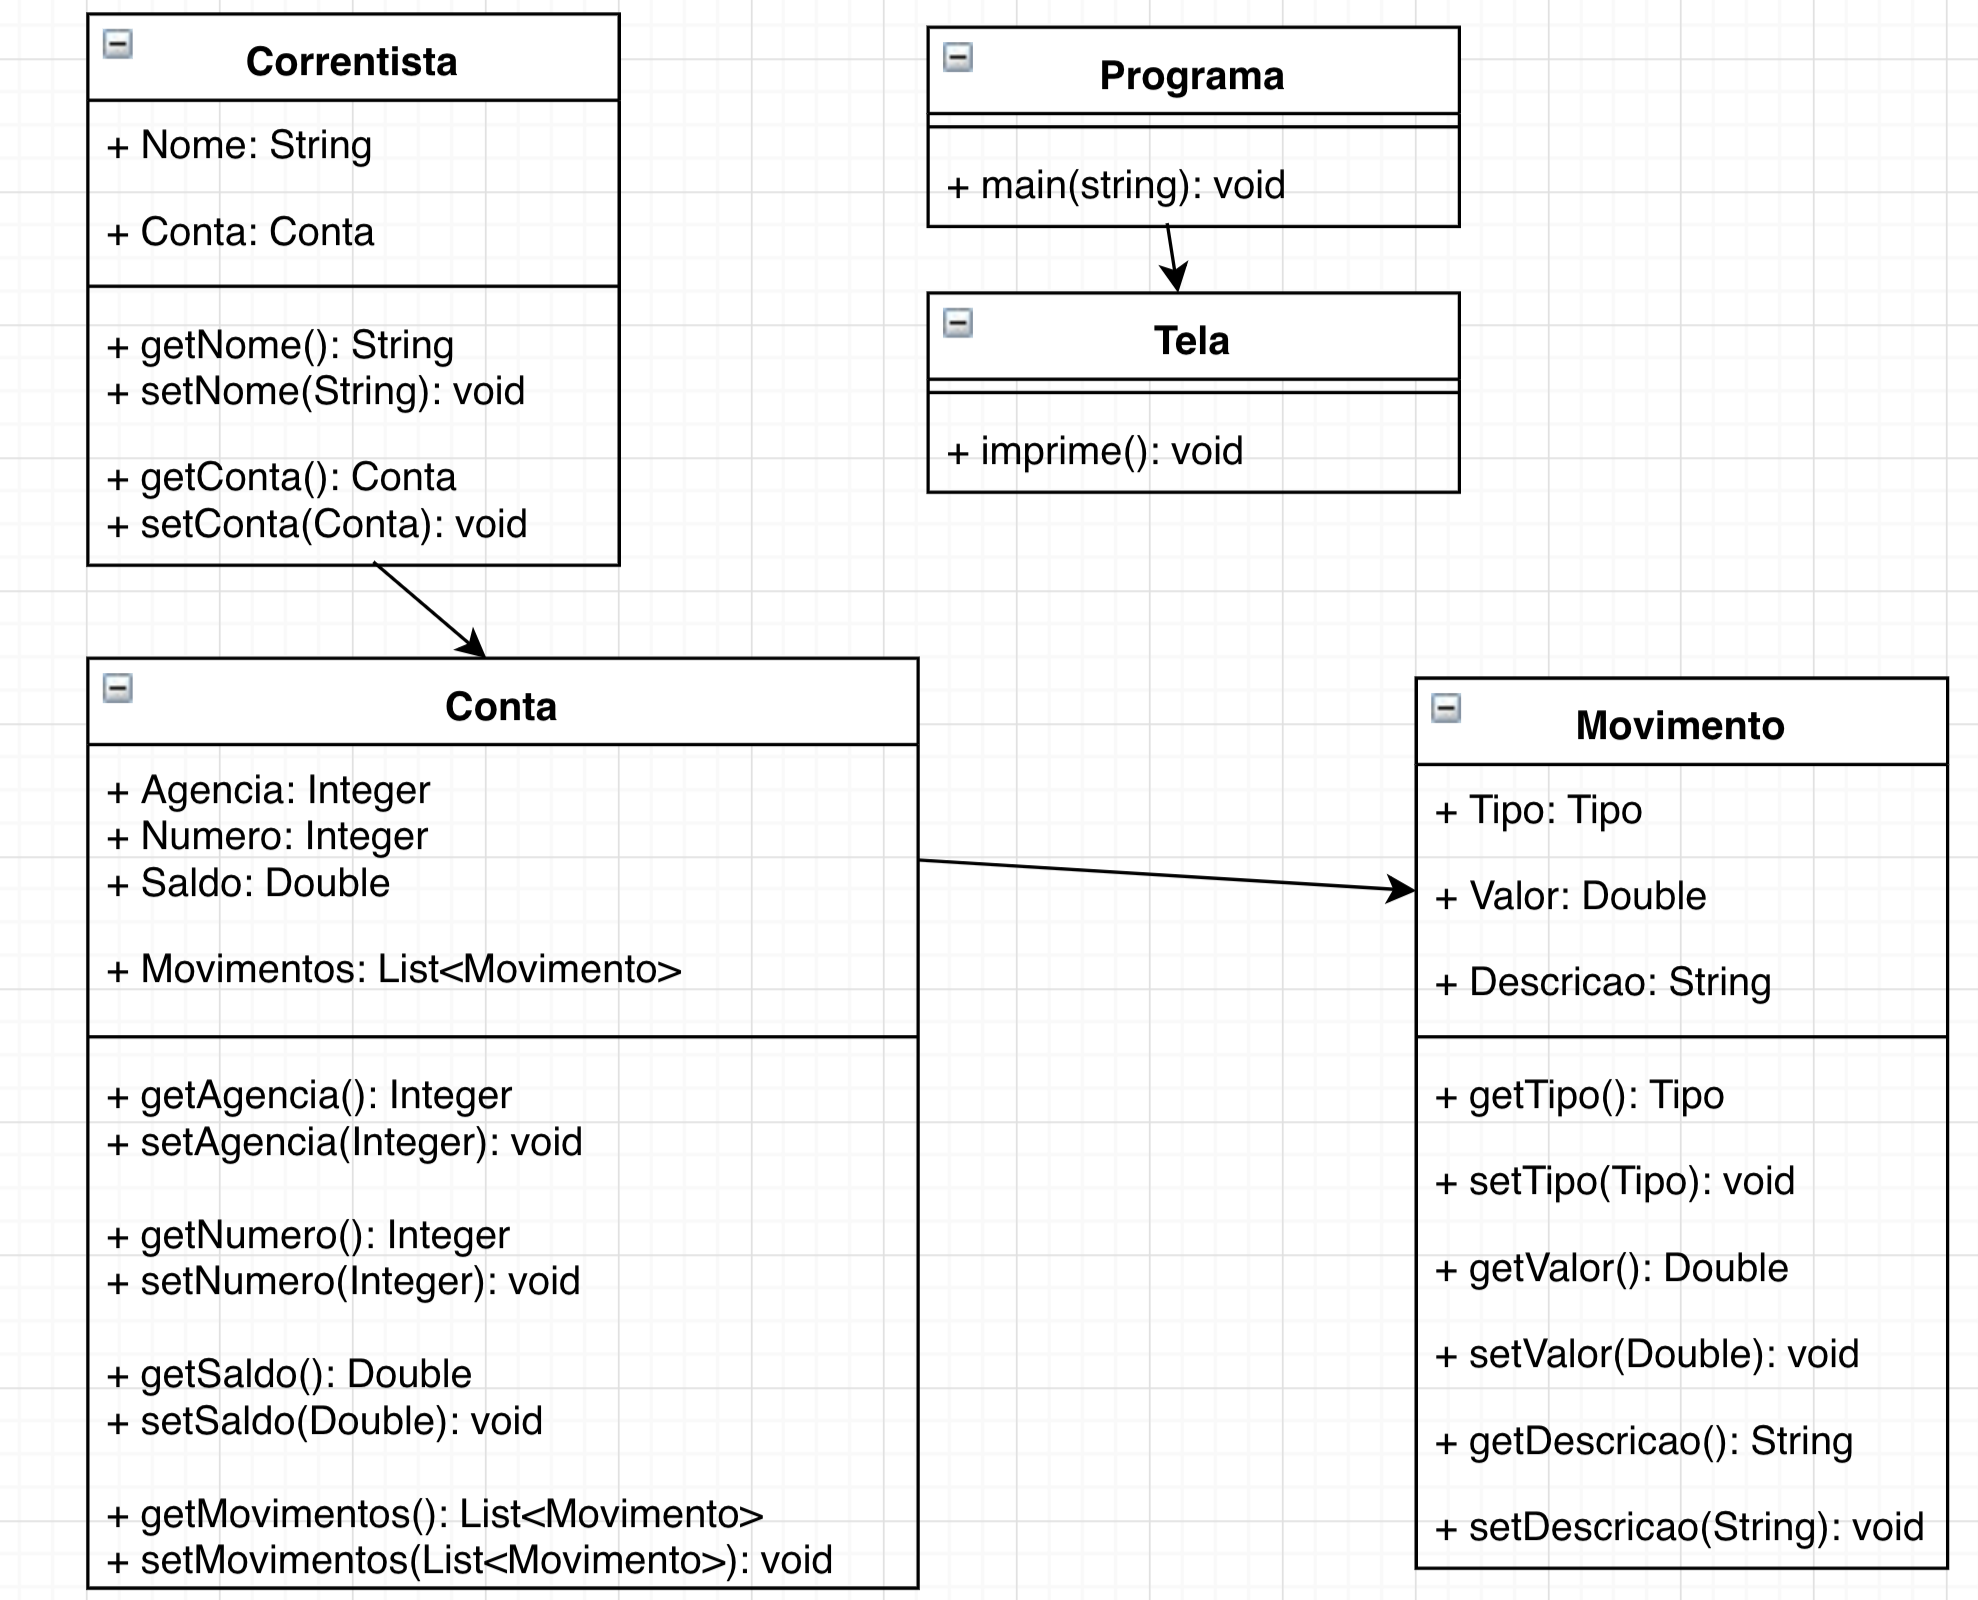 Correntista
+ Nome: String
+ Conta: Conta
+ getNome(): String
+ setNome(String): void
+ getConta(): Conta
+ setConta(Conta): void
Programa
+ main(string): void
Tela
+ imprime(): void
Conta
+ Agencia: Integer
+ Numero: Integer
+ Saldo: Double
+ Movimentos: List<Movimento>
+ getAgencia(): Integer
+ setAgencia(Integer): void
+ getNumero(): Integer
+ setNumero(Integer): void
+ getSaldo(): Double
+ setSaldo(Double): void
+ getMovimentos(): List<Movimento>
+ setMovimentos(List<Movimento>): void
Movimento
+ Tipo: Tipo
+ Valor: Double
+ Descricao: String
+ getTipo(): Tipo
+ setTipo(Tipo): void
+ getValor(): Double
+ setValor(Double): void
+ getDescricao(): String
+ setDescricao(String): void